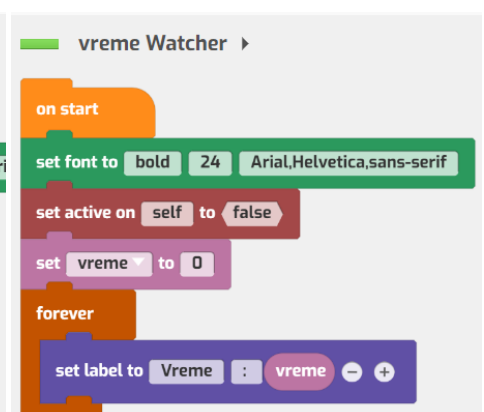 vreme Watcher
on start
set font to bold 24 Arial,Helvetica,sans-serif
set active on self to false
set vreme to 0
forever
set label to Vreme : vreme